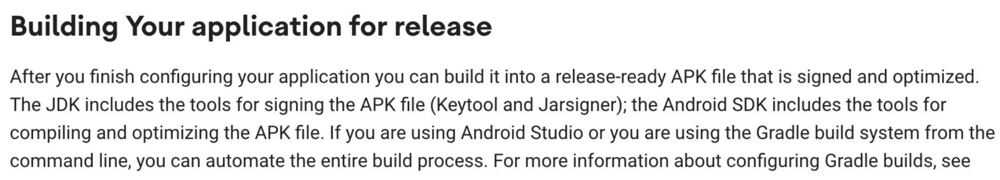 Building Your application for release
After you finish configuring your application you can build it into a release-ready APK file that is signed and optimized.
The JDK includes the tools for signing the APK file (Keytool and Jarsigner); the Android SDK includes the tools for
compiling and optimizing the APK file. If you are using Android Studio or you are using the Gradle build system from the
command line, you can automate the entire build process. For more information about configuring Gradle builds, see